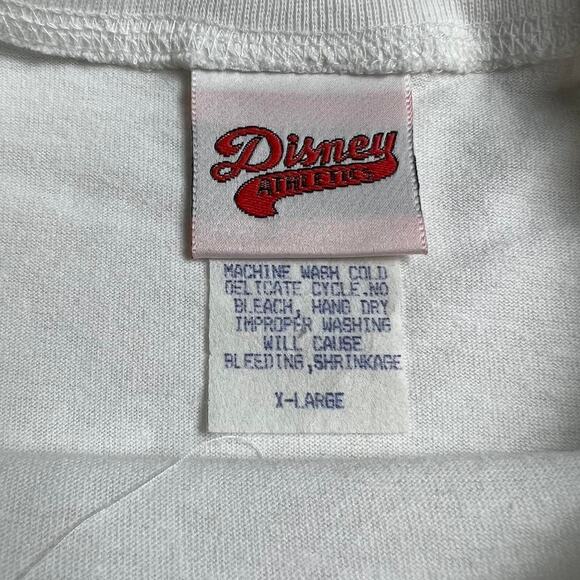 Disney
ATHLETICS
MACHINE WASH COLD
DELICATE CYCLE,NO
BLEACH, HANG DRY
IMPROPER WASHING
WILL CAUSE
BLEEDING,SHRINKAGE
X-LARGE